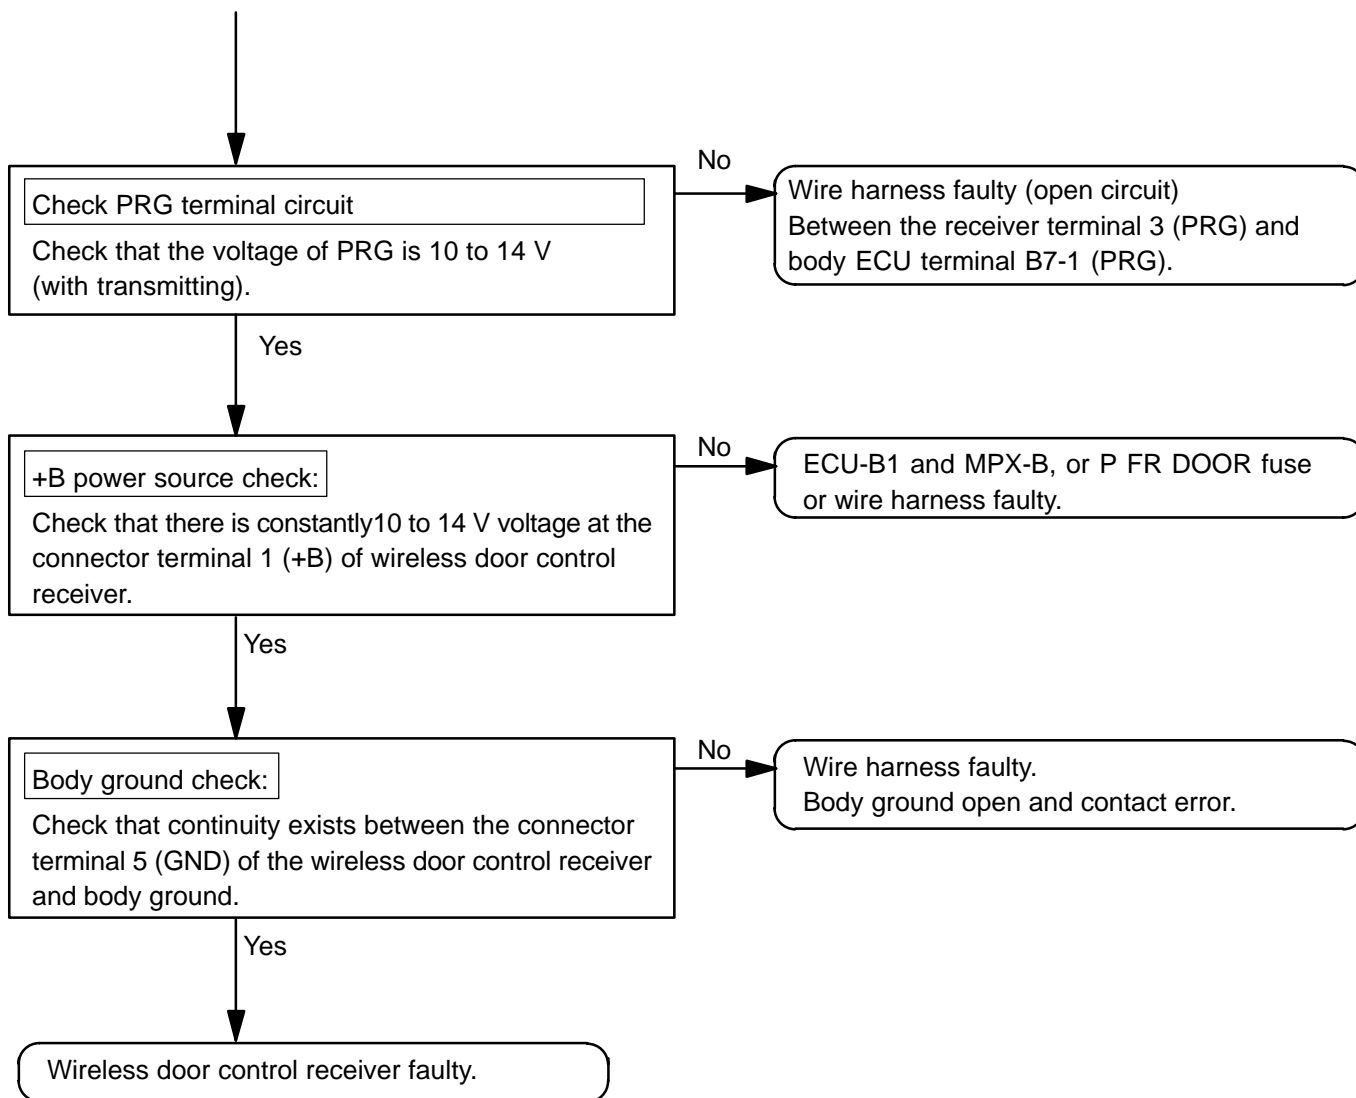 No
Check PRG terminal circuit
Check that the voltage of PRG is 10 to 14 V
(with transmitting).
Wire harness faulty (open circuit)
Between the receiver terminal 3 (PRG) and
body ECU terminal B7-1 (PRG).
Yes
No
+B power source check:
Check that there is constantly10 to 14 V voltage at the
connector terminal 1 (+B) of wireless door control
receiver.
ECU-B1 and MPX-B, or P FR DOOR fuse
or wire harness faulty.
Yes
No
Body ground check:
Check that continuity exists between the connector
terminal 5 (GND) of the wireless door control receiver
and body ground.
Wire harness faulty.
Body ground open and contact error.
Yes
Wireless door control receiver faulty.